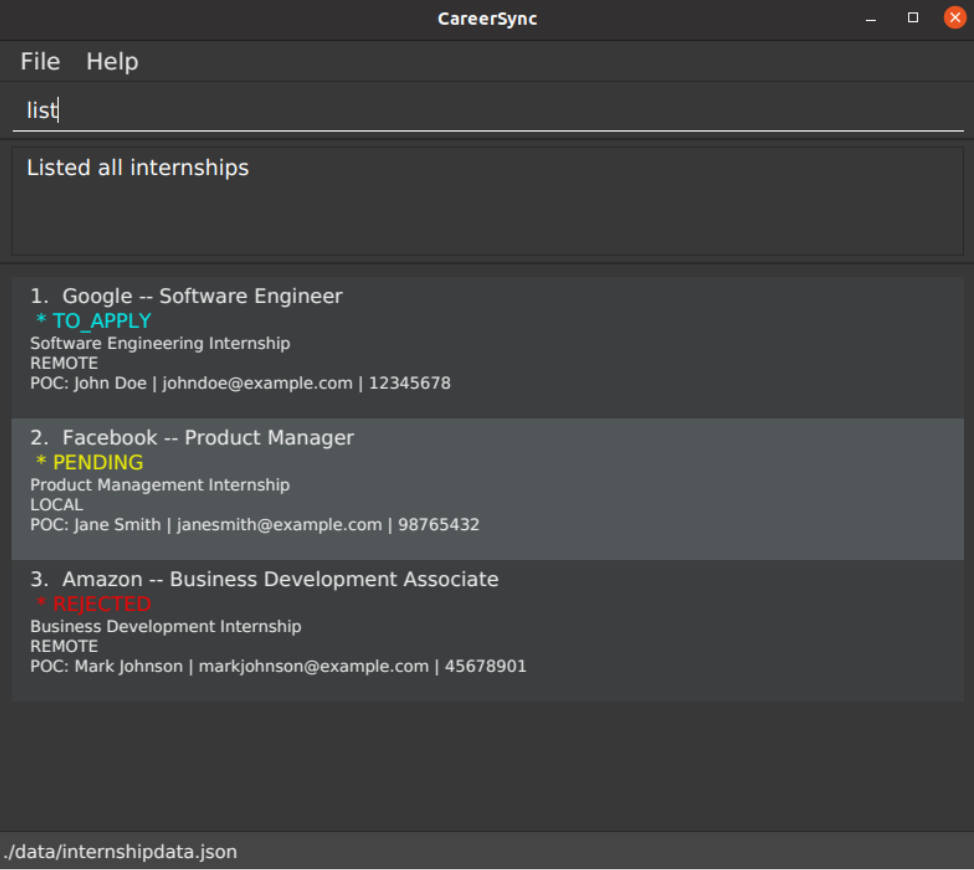 CareerSync
File Help
list
Listed all internships
1. Google -- Software Engineer
* TO_APPLY
Software Engineering Internship
REMOTE
POC: John Doe | johndoe@example.com | 12345678
2. Facebook -- Product Manager
* PENDING
Product Management Internship
LOCAL
POC: Jane Smith | janesmith@example.com | 98765432
3. Amazon -- Business Development Associate
* REJECTED
Business Development Internship
REMOTE
POC: Mark Johnson | markjohnson@example.com | 45678901
./data/internshipdata.json